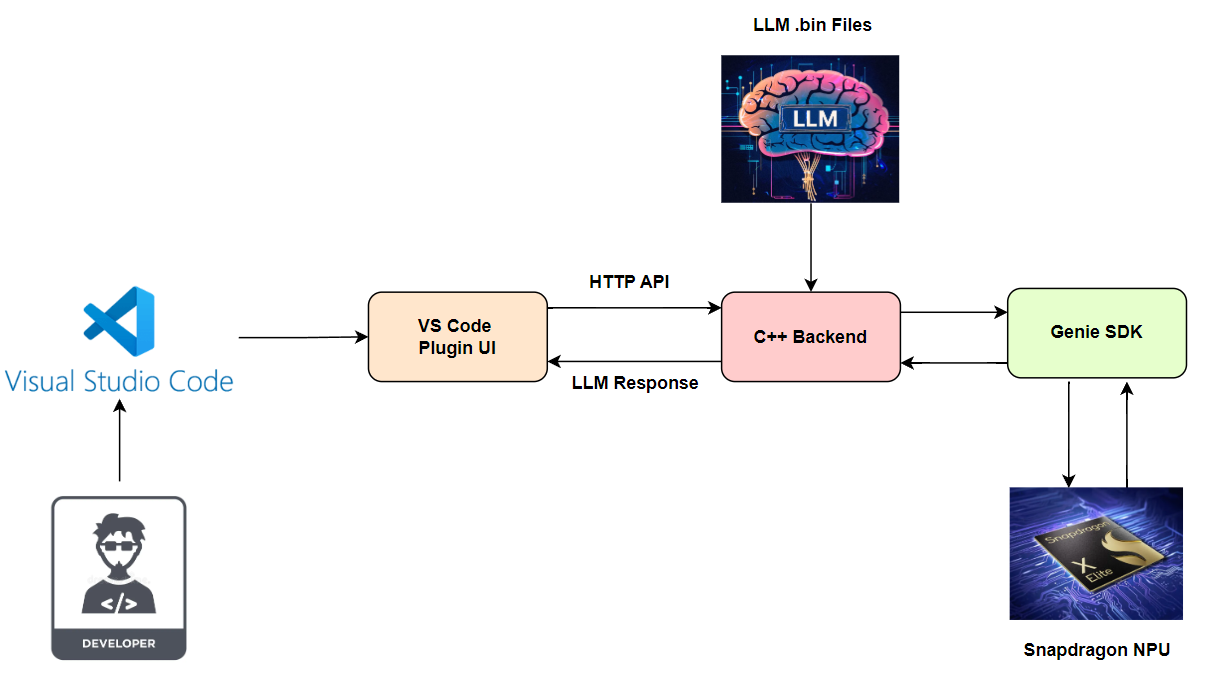 LLM .bin Files
LLM
HTTP API
VS Code
Plugin UI
C++ Backend
Genie SDK
LLM Response
Visual Studio Code
Snapdragon
X
Elite
</>
DEVELOPER
Snapdragon NPU